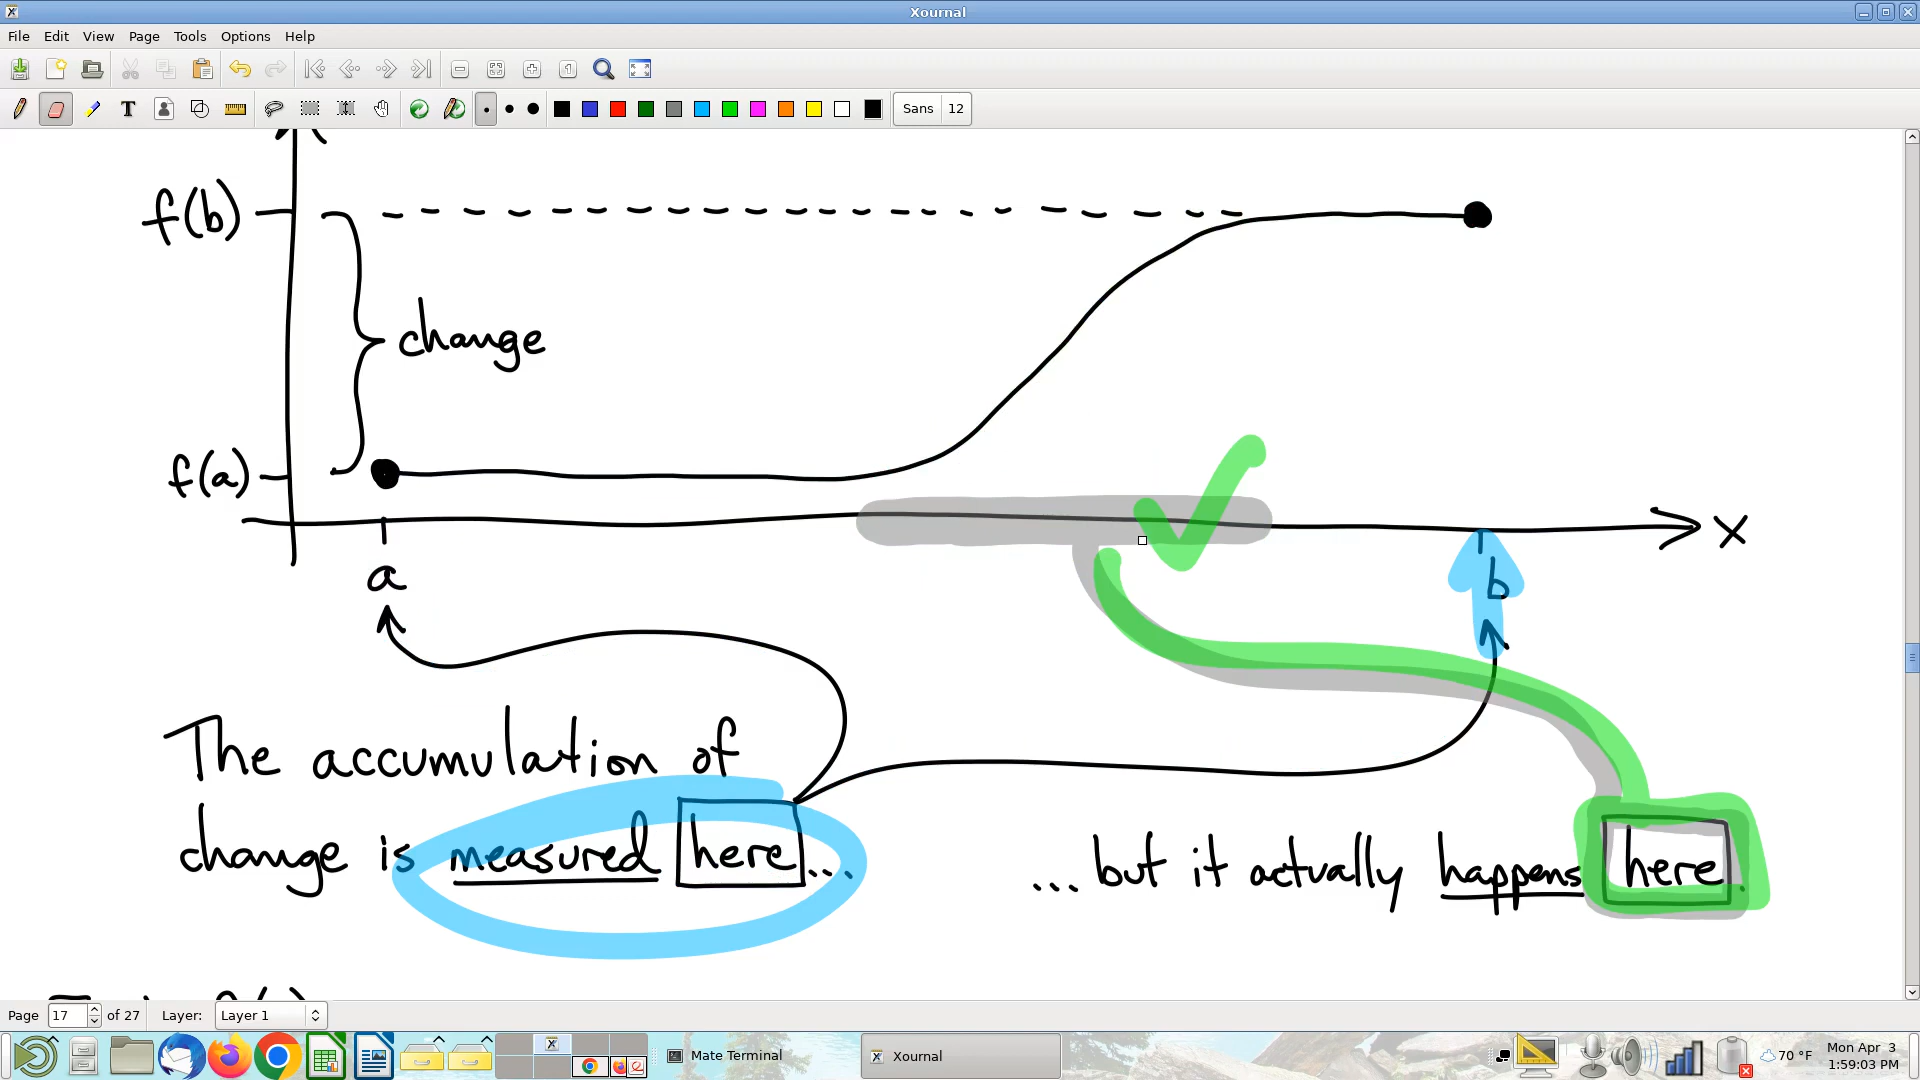 Xournal
File Edit View Page Tools Options Help
Sans 12
f(b)
change
f(a)
x
a
b
The accumulation of
change is measured here...
...but it actually happens here.
Page 17 of 27 Layer: Layer 1
Mate Terminal
Xournal
70 °F
Mon Apr 3
1:59:03 PM